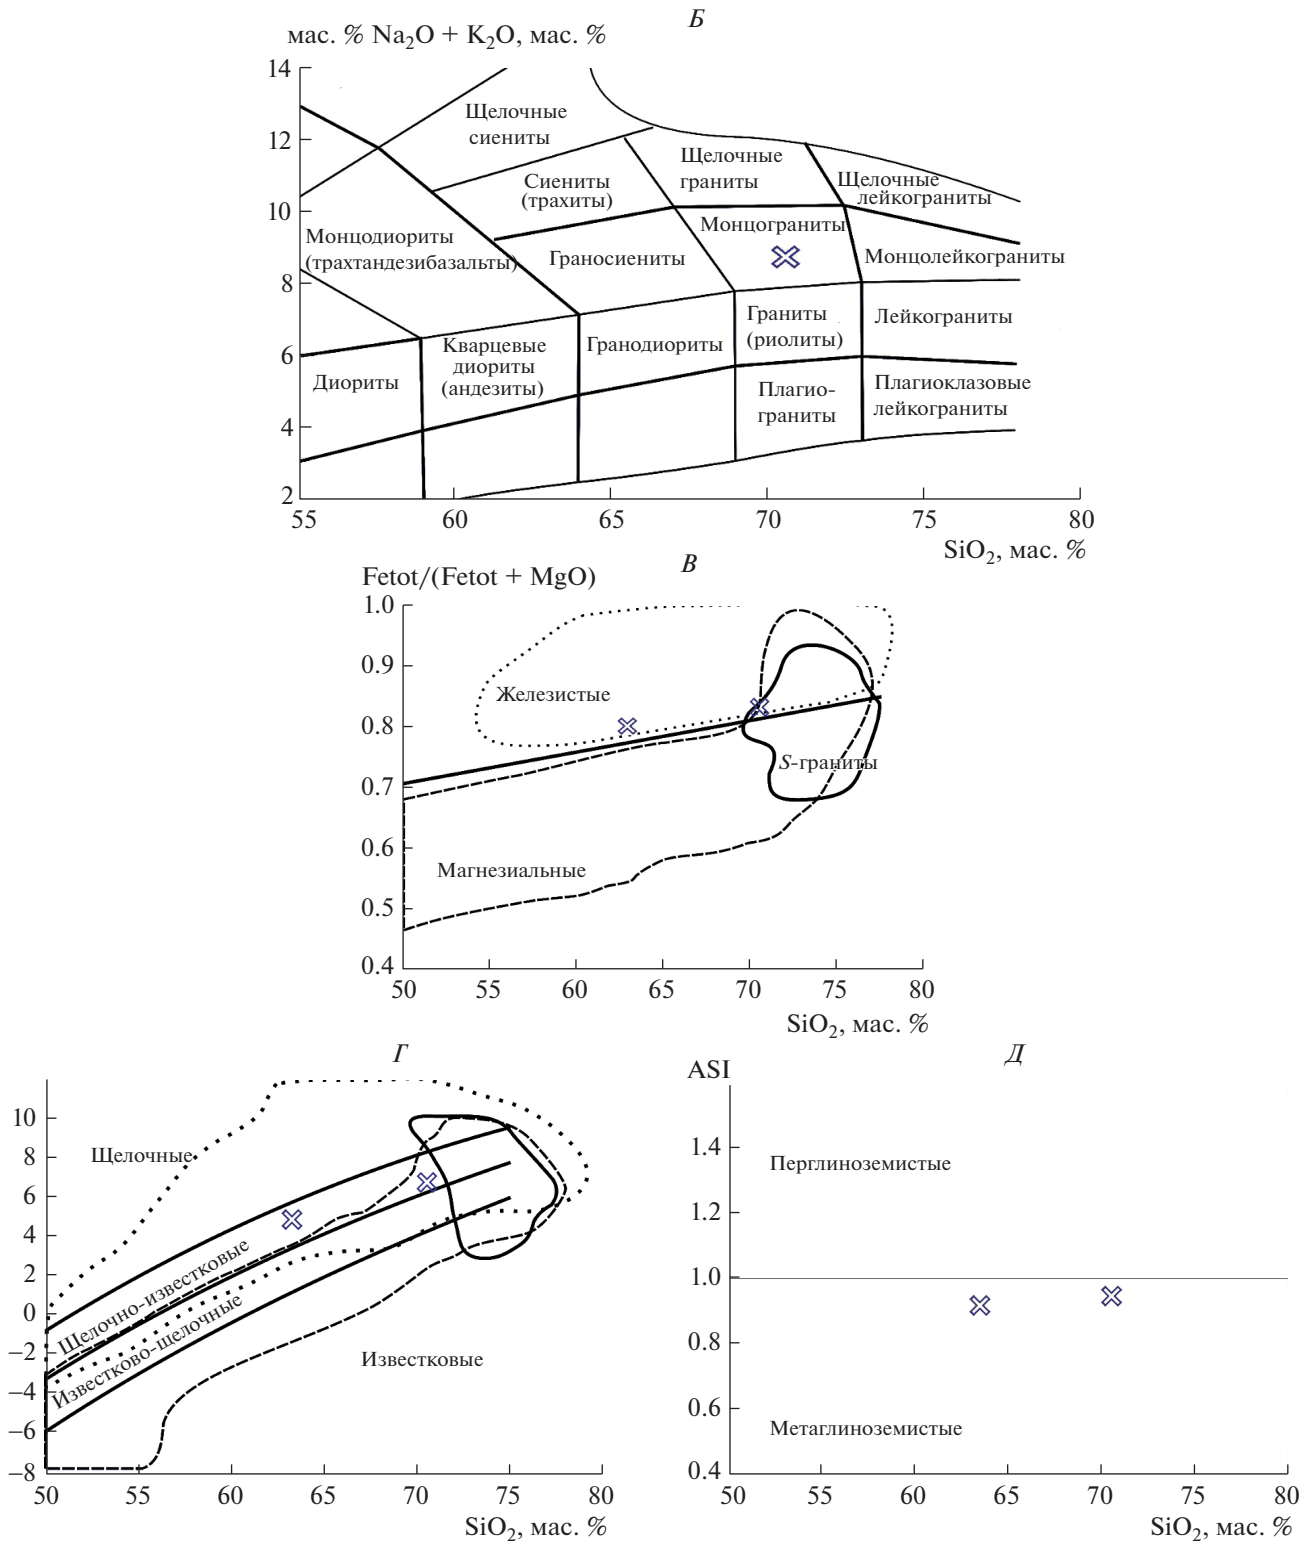 Б
мас. % Na₂O + K₂O, мас. %
14
12
10
8
6
4
2
Щелочные
сиениты
Сиениты
(трахиты)
Щелочные
граниты
Щелочные
лейкограниты
Монцодиориты
(трахтандезибазальты)
Граносиениты
Монцограниты
Монцолейкограниты
Диориты
Кварцевые
диориты
(андезиты)
Гранодиориты
Граниты
(риолиты)
Лейкограниты
Плагио-
граниты
Плагиоклазовые
лейкограниты
55 60 65 70 75 80
SiO₂, мас. %
В
Fetot/(Fetot + MgO)
1.0
0.9
0.8
0.7
0.6
0.5
0.4
Железистые
S-граниты
Магнезиальные
50 55 60 65 70 75 80
SiO₂, мас. %
Г
10
8
6
4
2
0
–2
–4
–6
–8
Щелочные
Щелочно-известковые
Известково-щелочные
Известковые
50 55 60 65 70 75 80
SiO₂, мас. %
Д
ASI
1.4
1.2
1.0
0.8
0.6
0.4
Перглиноземистые
Метаглиноземистые
50 55 60 65 70 75 80
SiO₂, мас. %